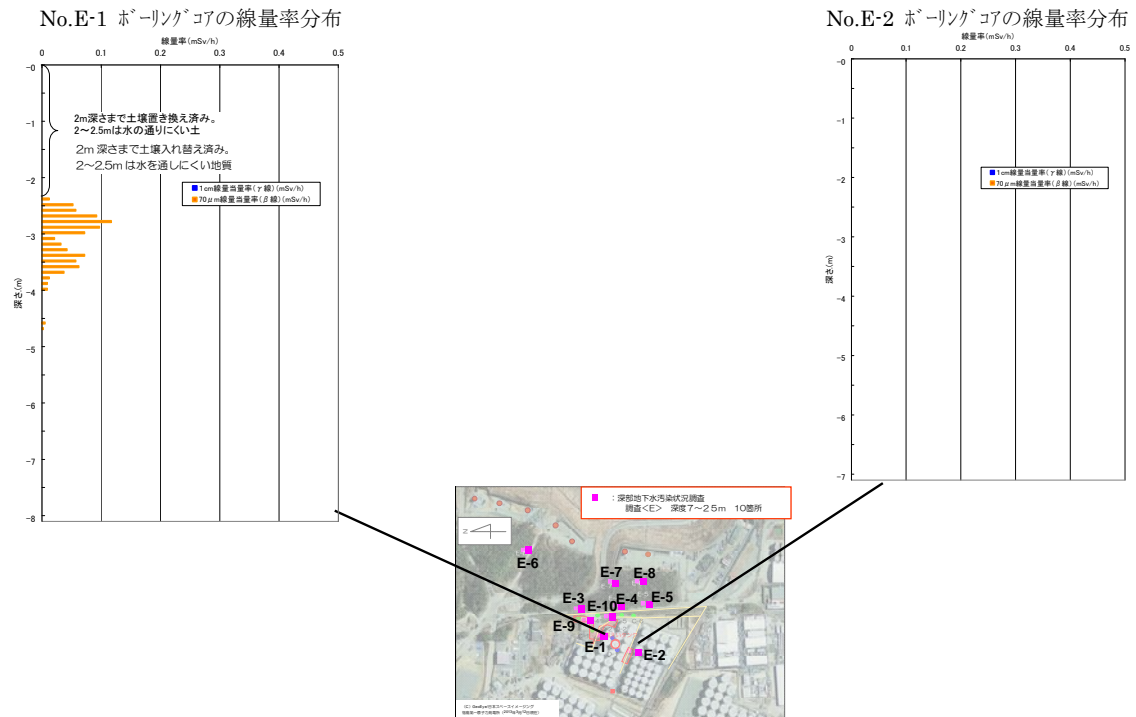 No.E-1 ボーリングコアの線量率分布
線量率(mSv/h)
0 0.1 0.2 0.3 0.4 0.5
-0
2m深さまで土壌置き換え済み。
-1
2～2.5mは水の通りにくい土
2m 深さまで土壌入れ替え済み。
2～2.5m は水を通しにくい地質
-2
1cm線量当量率(γ線)(mSv/h)
70μm線量当量率(β線)(mSv/h)
-3
深さ(m)
-4
-5
-6
-7
-8
No.E-2 ボーリングコアの線量率分布
線量率(mSv/h)
0 0.1 0.2 0.3 0.4 0.5
-0
-1
-2
1cm線量当量率(γ線)(mSv/h)
70μm線量当量率(β線)(mSv/h)
-3
深さ(m)
-4
-5
-6
-7
：深部地下水汚染状況調査
調査<E> 深度7～25m 10箇所
N
E-6
E-7 E-8
E-3 E-4 E-5
E-10
E-9
E-1
E-2